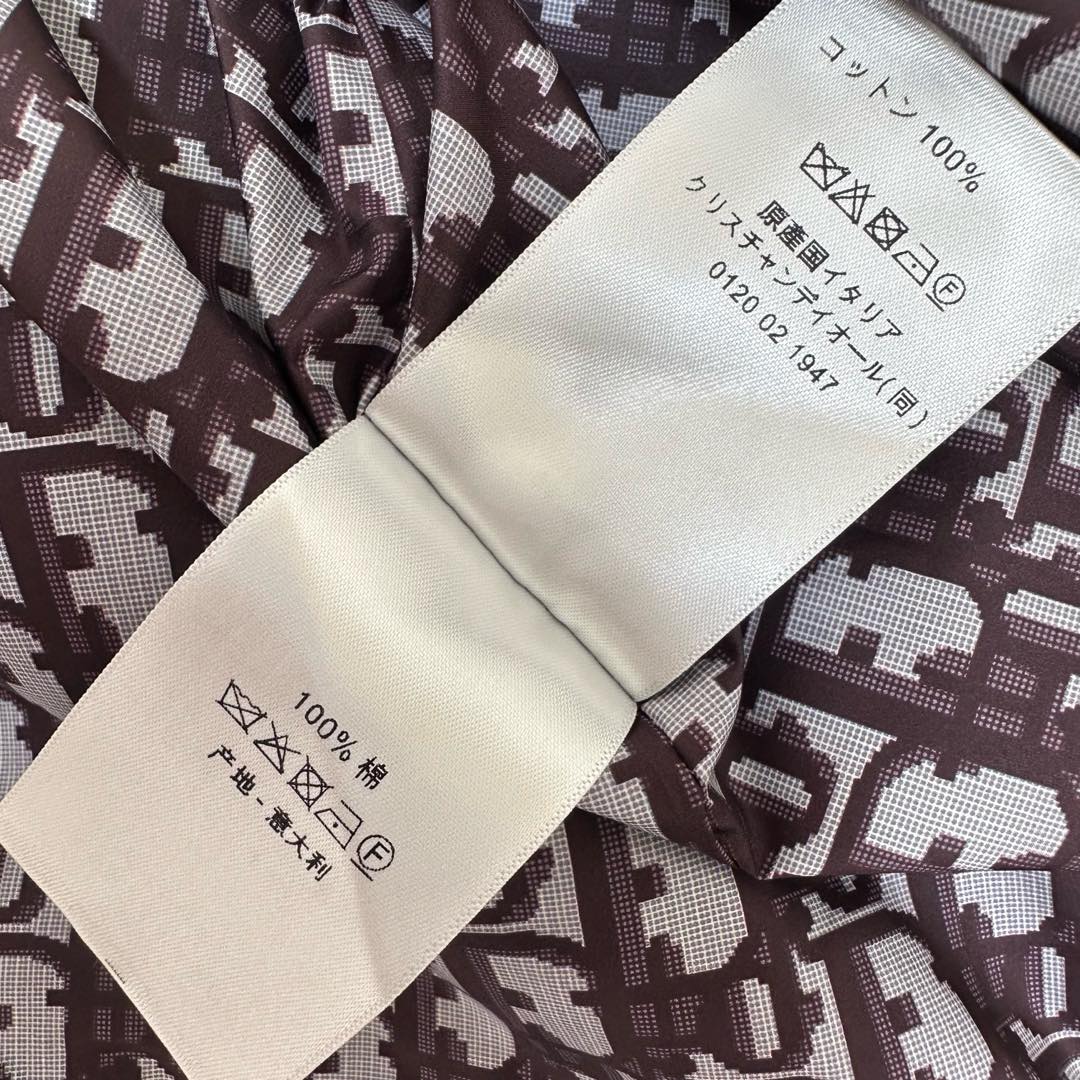 コットン 100%
原産国イタリア
クリスチャンデイオール(同)
0120 02 1947
100% 棉
F
产地-意大利
F